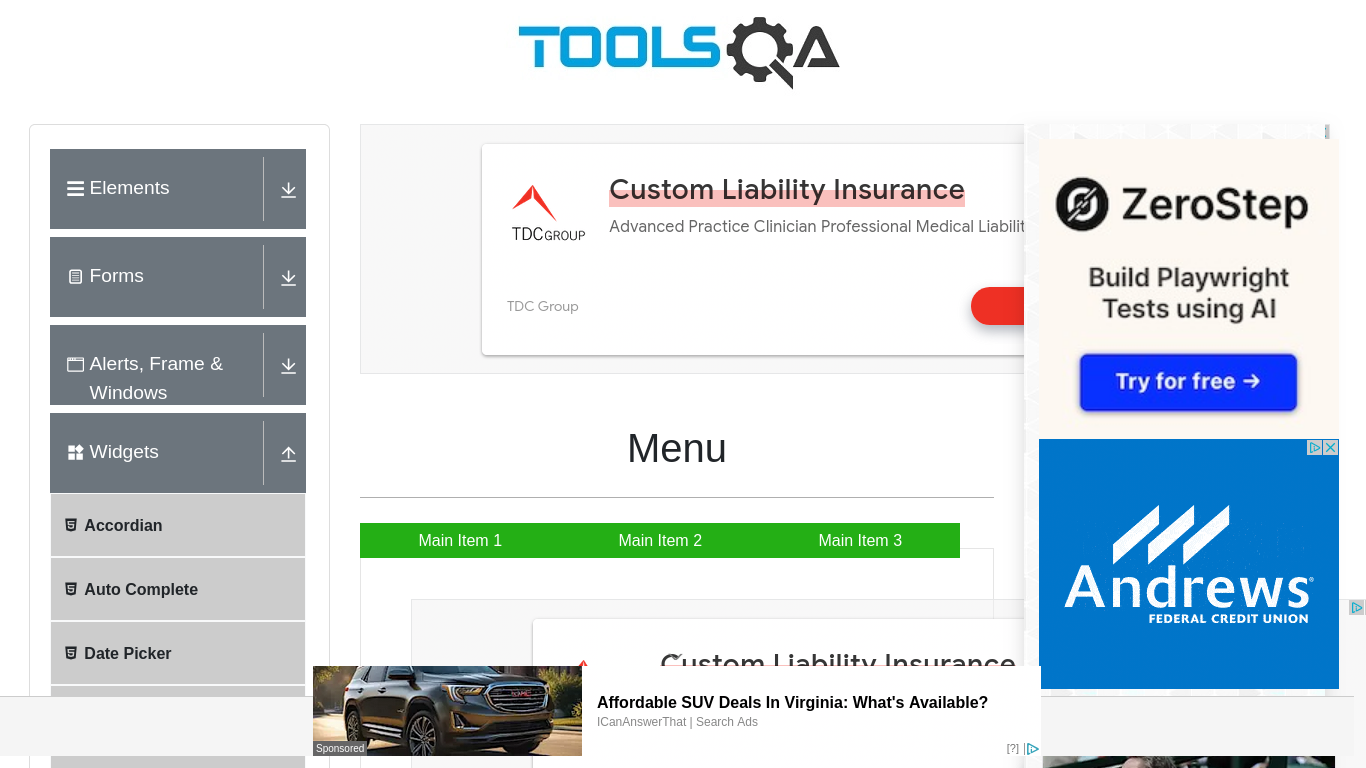 TOOLSQA
Elements
Forms
Alerts, Frame &
Windows
Widgets
Accordian
Auto Complete
Date Picker
TDCGROUP
Custom Liability Insurance
Advanced Practice Clinician Professional Medical Liabilit
TDC Group
Menu
Main Item 1
Main Item 2
Main Item 3
Custom Liability Insurance
ZeroStep
Build Playwright
Tests using AI
Try for free →
Andrews®
FEDERAL CREDIT UNION
Affordable SUV Deals In Virginia: What's Available?
ICanAnswerThat | Search Ads
Sponsored
[?]